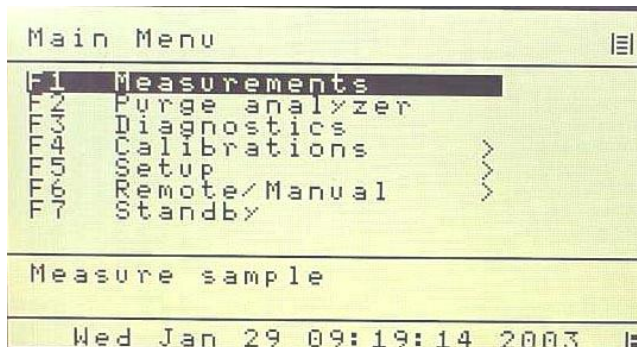 Main Menu
F1 Measurements
F2 Purge analyzer
F3 Diagnostics
F4 Calibrations >
F5 Setup >
F6 Remote/Manual >
F7 Standby
Measure sample
Wed Jan 29 09:19:14 2003